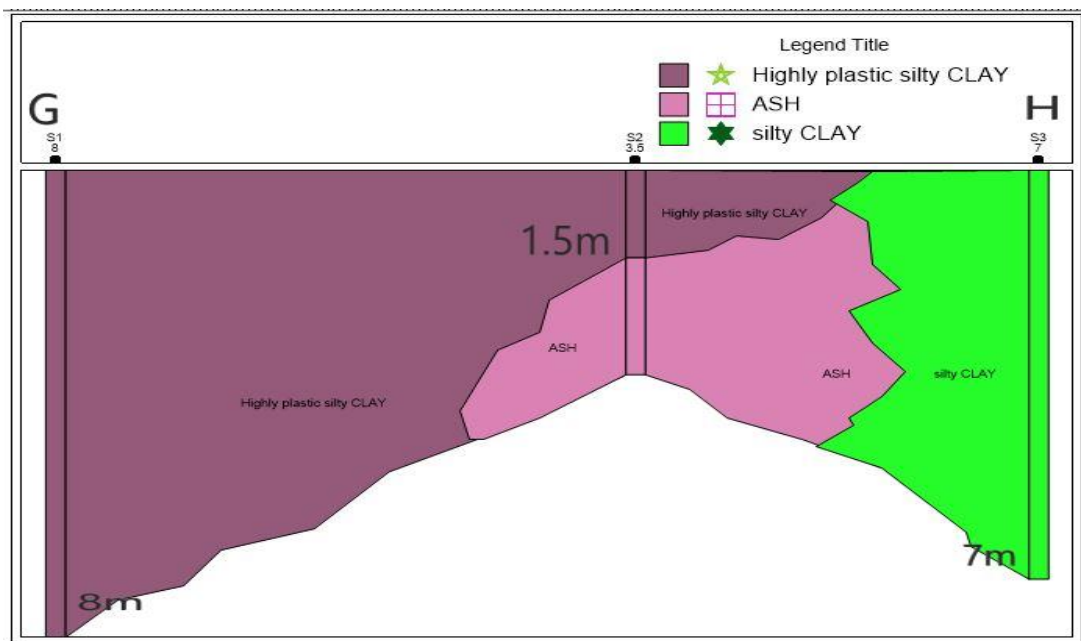 Legend Title
Highly plastic silty CLAY
ASH
silty CLAY
G
H
S1
8
S2
3.5
S3
7
Highly plastic silty CLAY
1.5m
ASH
ASH
silty CLAY
Highly plastic silty CLAY
7m
8m